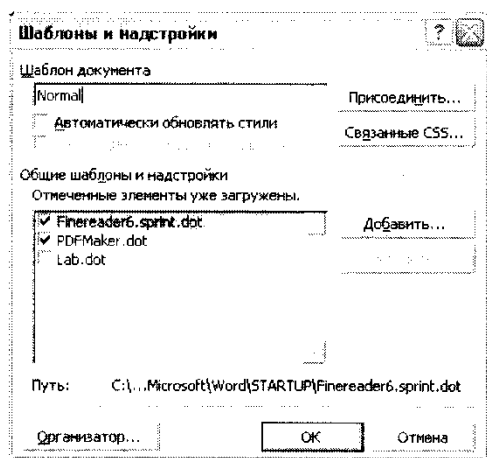 Шаблоны и надстройки
?
Шаблон документа
Normal
Присоединить...
Автоматически обновлять стили
Связанные CSS...
Общие шаблоны и надстройки
Отмеченные элементы уже загружены.
Finereader6.sprint.dot
Добавить...
PDFMaker.dot
Lab.dot
Путь: C:\...Microsoft\Word\STARTUP\Finereader6.sprint.dot
Организатор...
ОК
Отмена